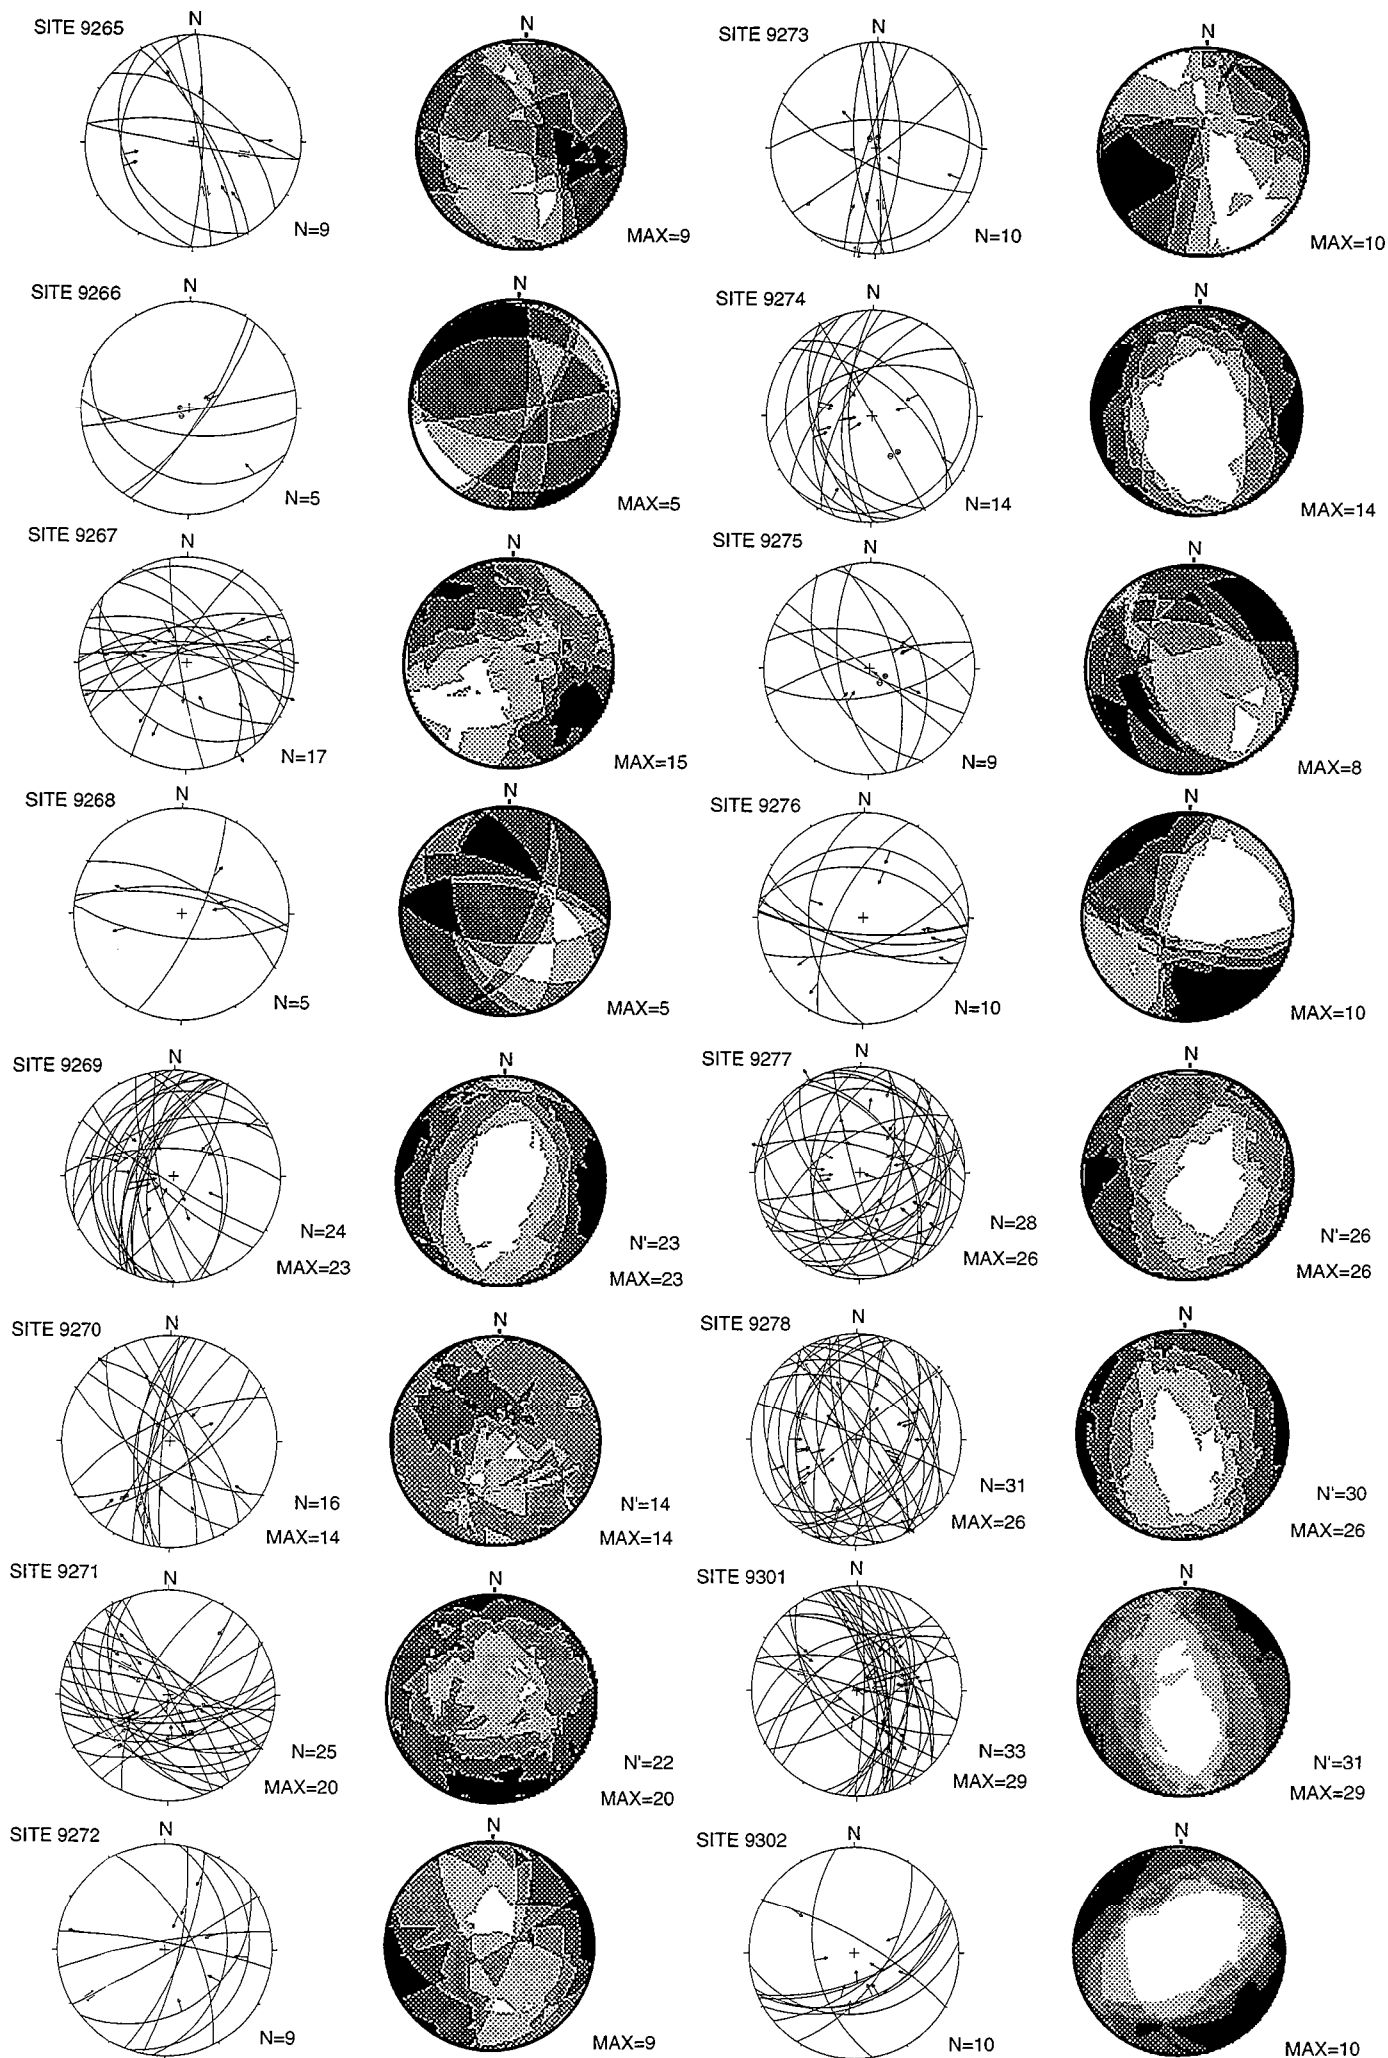 SITE 9265
N
N
N=9
MAX=9
SITE 9273
N
N
N=10
MAX=10
SITE 9266
N
N
N=5
MAX=5
SITE 9274
N
N
N=14
MAX=14
SITE 9267
N
N
N=17
MAX=15
SITE 9275
N
N
N=9
MAX=8
SITE 9268
N
N
N=5
MAX=5
SITE 9276
N
N
N=10
MAX=10
SITE 9269
N
N
N=24
MAX=23
N'=23
MAX=23
SITE 9277
N
N
N=28
MAX=26
N'=26
MAX=26
SITE 9270
N
N
N=16
MAX=14
N'=14
MAX=14
SITE 9278
N
N
N=31
MAX=26
N'=30
MAX=26
SITE 9271
N
N
N=25
MAX=20
N'=22
MAX=20
SITE 9301
N
N
N=33
MAX=29
N'=31
MAX=29
SITE 9272
N
N
N=9
MAX=9
SITE 9302
N
N
N=10
MAX=10